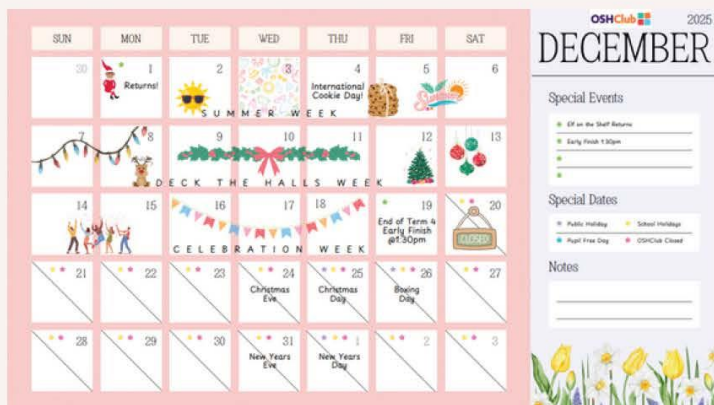 OSHClub
2025
DECEMBER
SUN MON TUE WED THU FRI SAT
30 1 2 3 4 5 6
Returns!
International
Cookie Day!
Summer
SUMMER WEEK
7 8 9 10 11 12 13
DECK THE HALLS WEEK
14 15 16 17 18 19 20
End of Term 4
Early Finish
@1:30pm
CLOSED
CELEBRATION WEEK
21 22 23 24 25 26 27
Christmas
Eve
Christmas
Day
Boxing
Day
28 29 30 31 1 2 3
New Years
Eve
New Years
Day
Special Events
Elf on the Shelf Returns
Early Finish 1:30pm
Special Dates
Public Holiday School Holidays
Pupil Free Day OSHClub Closed
Notes